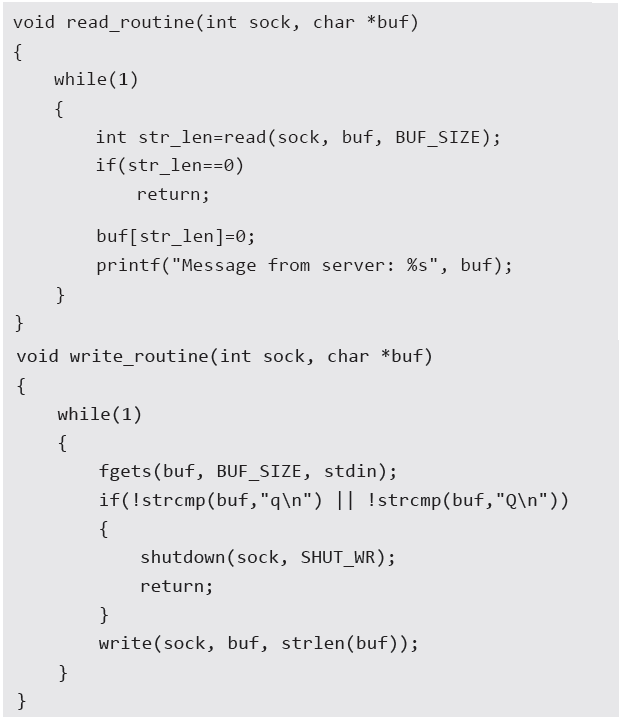 void read_routine(int sock, char *buf)
{
    while(1)
    {
        int str_len=read(sock, buf, BUF_SIZE);
        if(str_len==0)
            return;
        buf[str_len]=0;
        printf("Message from server: %s", buf);
    }
}
void write_routine(int sock, char *buf)
{
    while(1)
    {
        fgets(buf, BUF_SIZE, stdin);
        if(!strcmp(buf,"q\n") || !strcmp(buf,"Q\n"))
        {
            shutdown(sock, SHUT_WR);
            return;
        }
        write(sock, buf, strlen(buf));
    }
}